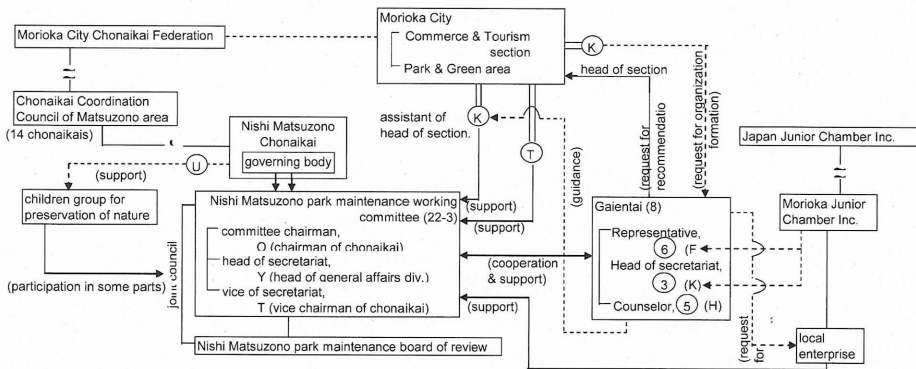 Morioka City Chonaikai Federation
Morioka City
Commerce & Tourism
section
Park & Green area
K
head of section
Chonaikai Coordination
Council of Matsuzono area
(14 chonaikais)
Nishi Matsuzono
Chonaikai
governing body
U
(support)
children group for
preservation of nature
(participation in some parts)
assistant of
head of section.
K
T
(support)
(support)
(guidance)
(request for
recommendatio
(request for organization
formation)
Japan Junior Chamber Inc.
Morioka Junior
Chamber Inc.
Nishi Matsuzono park maintenance working
committee (22-3)
committee chairman,
O (chairman of chonaikai)
head of secretariat,
Y (head of general affairs div.)
vice of secretariat,
T (vice chairman of chonaikai)
joint council
Nishi Matsuzono park maintenance board of review
(cooperation
& support)
(support)
Gaientai (8)
Representative,
6 (F
Head of secretariat,
3 (K)
Counselor, 5 (H)
(request
for
local
enterprise